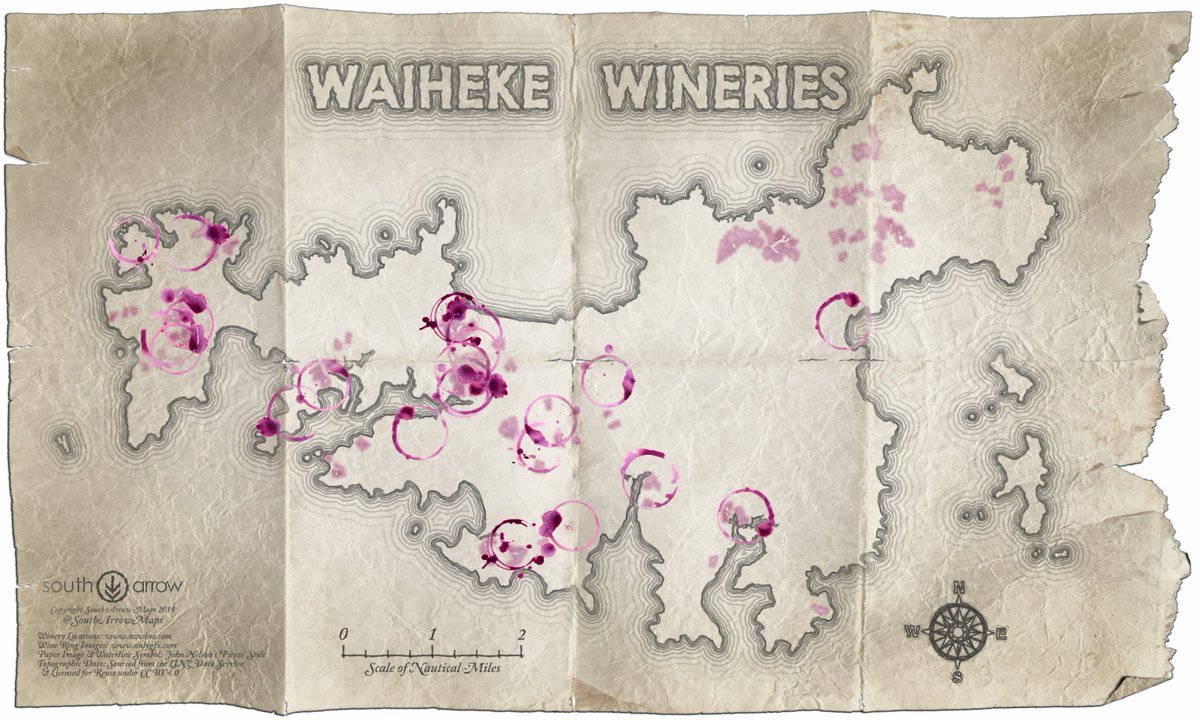 WAIHEKE WINERIES
south arrow
Copyright South Arrow Maps 2019
@SouthArrowMaps
Winery Locations: www.nzwine.com
Wine Ring Images: www.onlygfx.com
Paper Image & Waterline Symbol: John Nelson's 'Pirate' Style
Topographic Data: Sourced from the LINZ Data Service
& Licensed for Reuse under CC BY 4.0
0 1 2
Scale of Nautical Miles
N
W E
S